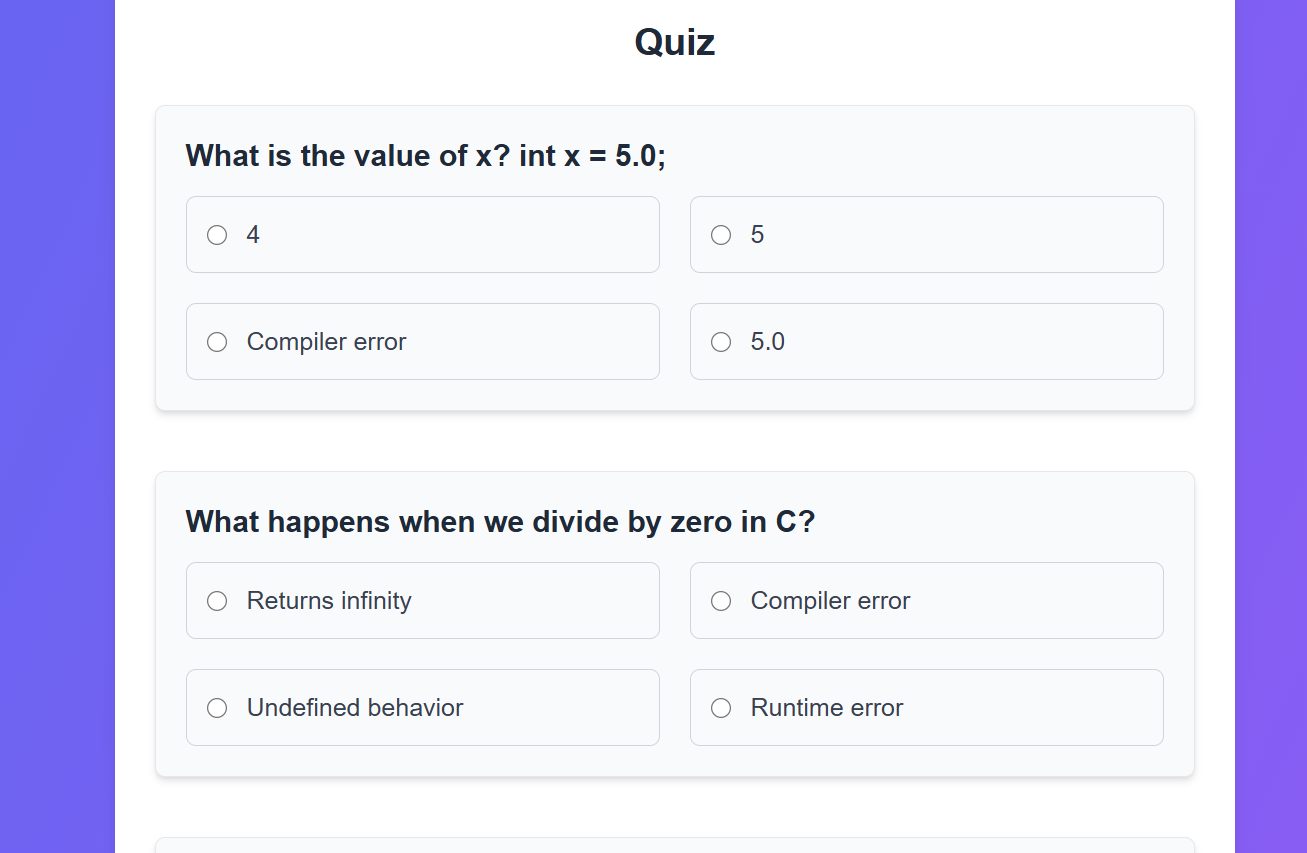 Quiz
What is the value of x? int x = 5.0;
4
5
Compiler error
5.0
What happens when we divide by zero in C?
Returns infinity
Compiler error
Undefined behavior
Runtime error